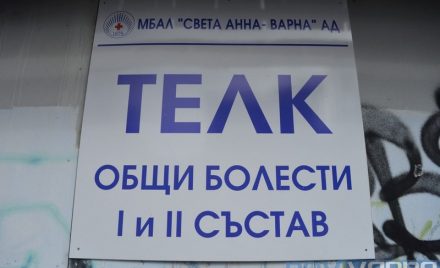 МБАЛ "СВЕТА АННА- ВАРНА" АД
ТЕЛК
ОБЩИ БОЛЕСТИ
I и II СЪСТАВ